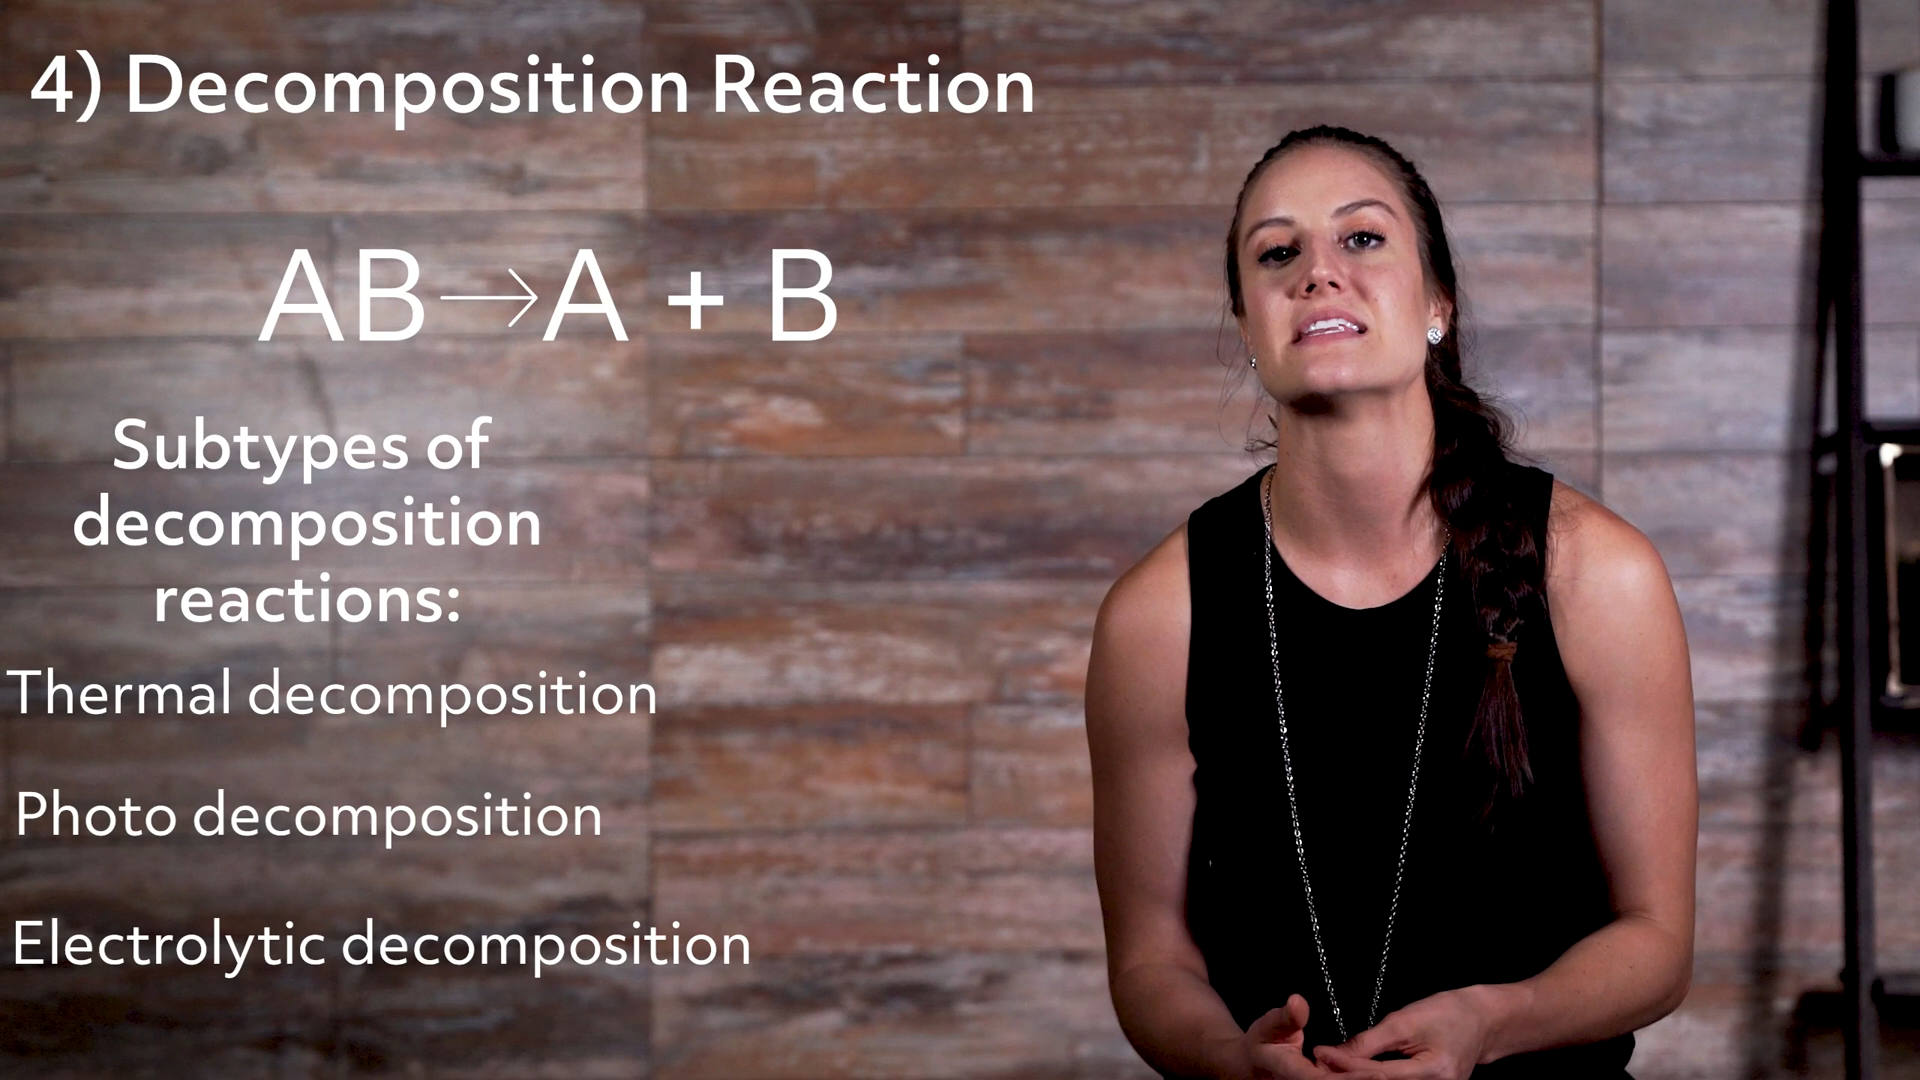 4) Decomposition Reaction
AB→A + B
Subtypes of
decomposition
reactions:
Thermal decomposition
Photo decomposition
Electrolytic decomposition